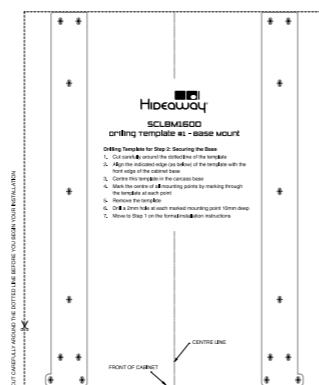 Hideaway
SCLBM160D
Drilling Template #1 - Base Mount
Drilling Template for Step 2: Securing the Base
1. Cut carefully around the dotted line of the template
2. Align the indicated edge (as below) of the template with the
front edge of the cabinet base
3. Centre this template in the carcass base
4. Mark the centre of all mounting points by marking through
the template at each point
5. Remove the template
6. Drill a 2mm hole at each marked mounting point 10mm deep
7. Move to Step 1 on the formal installation instructions
CUT CAREFULLY AROUND THE DOTTED LINE BEFORE YOU BEGIN YOUR INSTALLATION
CENTRE LINE
FRONT OF CABINET